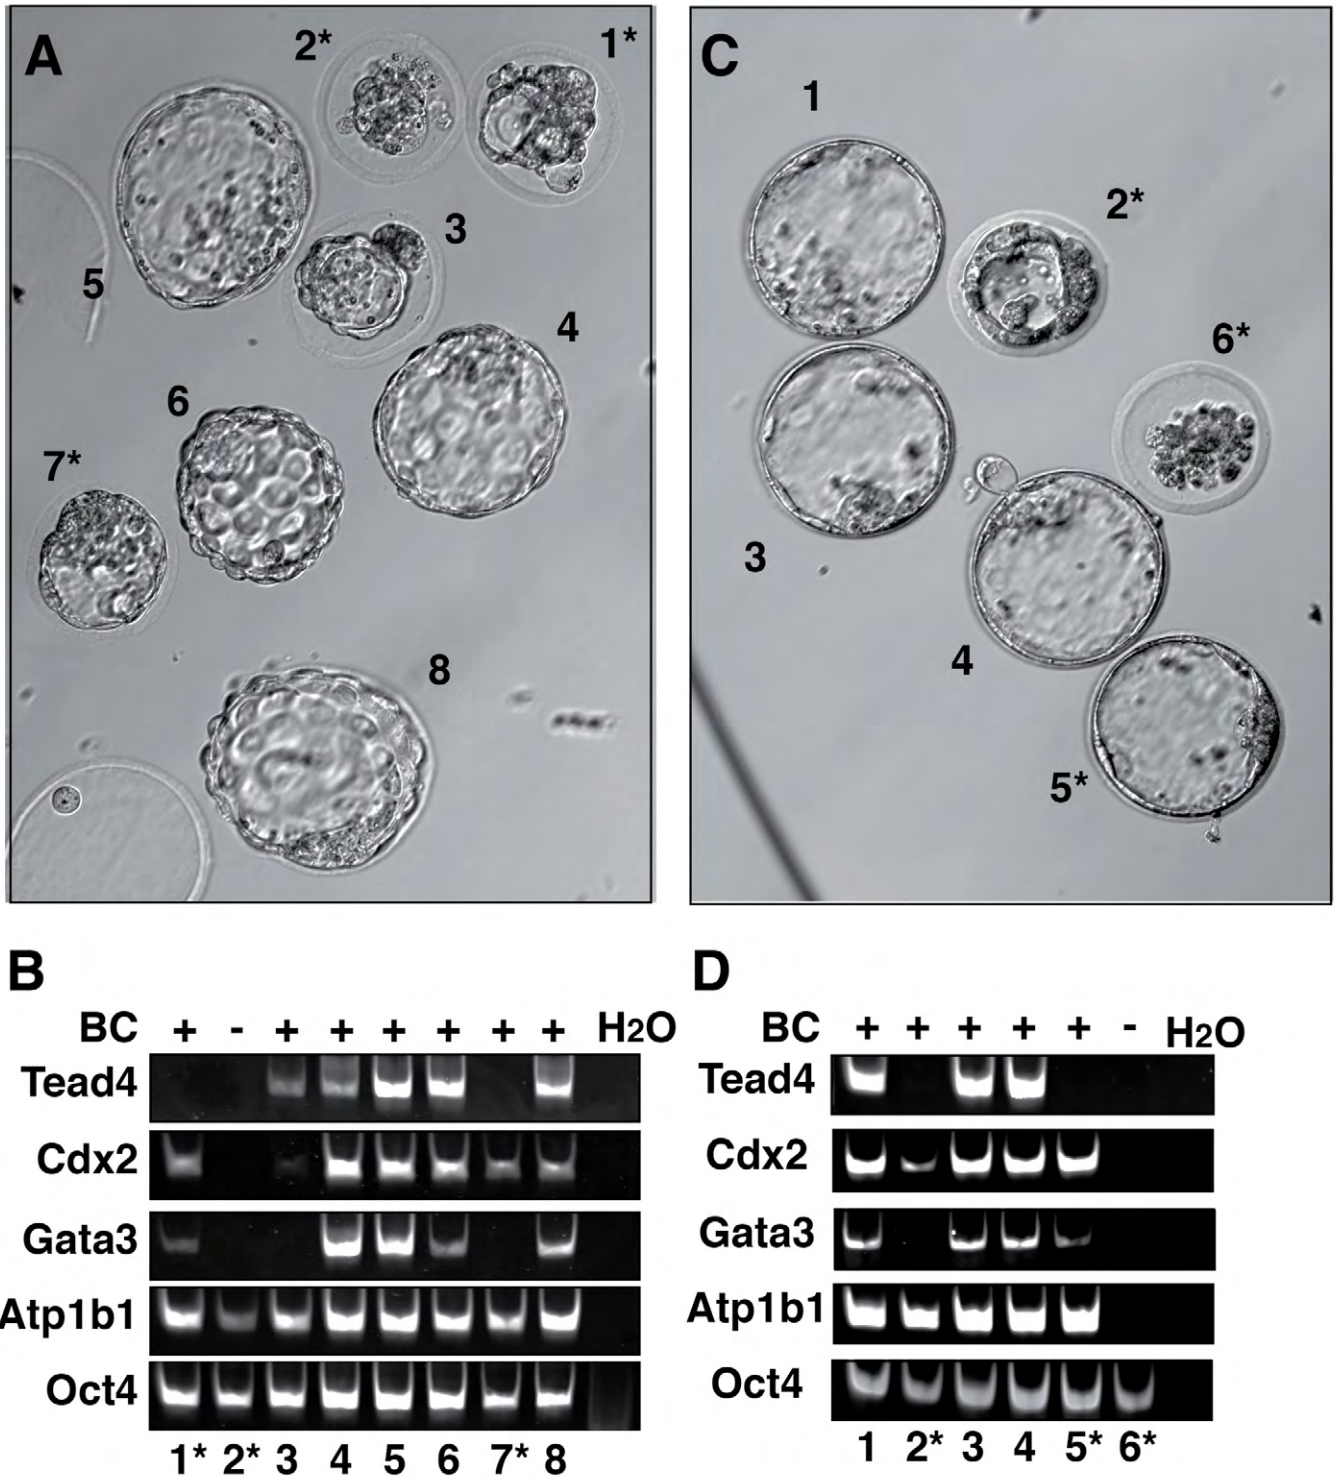 A
2*
1*
3
5
4
6
7*
8
C
1
2*
6*
3
4
5*
B
BC + - + + + + + + H2O
Tead4
Cdx2
Gata3
Atp1b1
Oct4
1* 2* 3 4 5 6 7* 8
D
BC + + + + + - H2O
Tead4
Cdx2
Gata3
Atp1b1
Oct4
1 2* 3 4 5* 6*